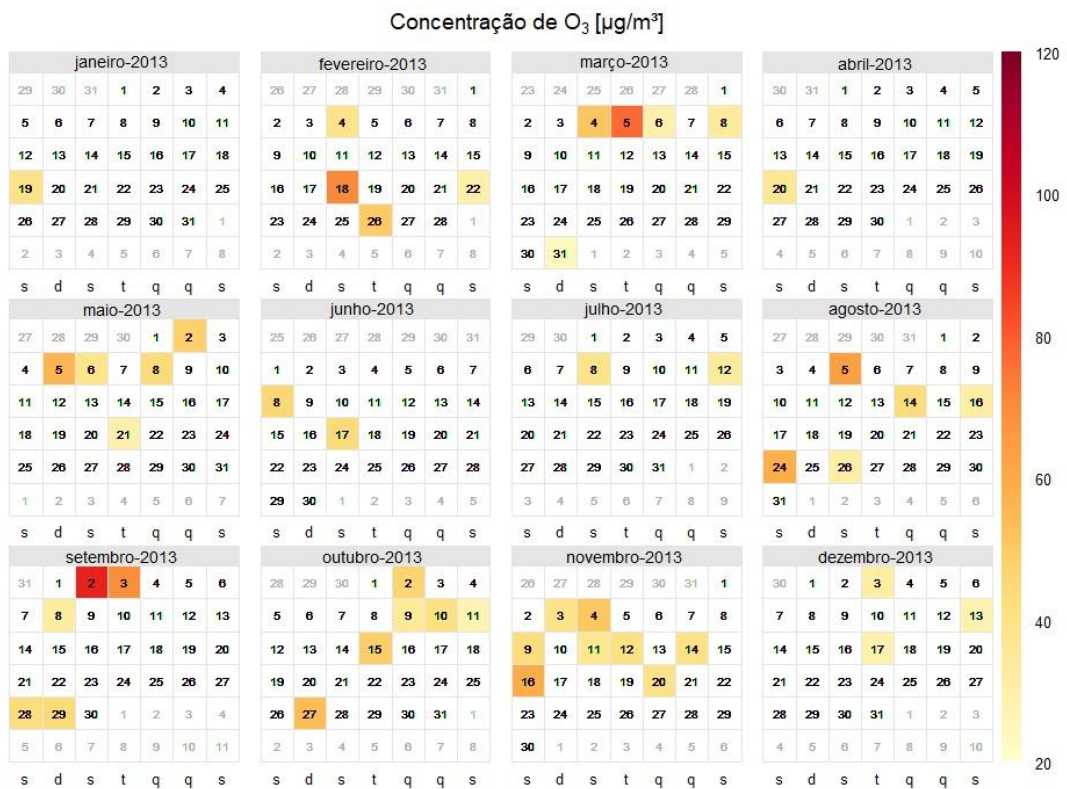 Concentração de O₃ [µg/m³]
janeiro-2013
29 30 31 1 2 3 4
5 6 7 8 9 10 11
12 13 14 15 16 17 18
19 20 21 22 23 24 25
26 27 28 29 30 31 1
2 3 4 5 6 7 8
s d s t q q s
fevereiro-2013
26 27 28 29 30 31 1
2 3 4 5 6 7 8
9 10 11 12 13 14 15
16 17 18 19 20 21 22
23 24 25 26 27 28 1
2 3 4 5 6 7 8
s d s t q q s
março-2013
23 24 25 26 27 28 1
2 3 4 5 6 7 8
9 10 11 12 13 14 15
16 17 18 19 20 21 22
23 24 25 26 27 28 29
30 31 1 2 3 4 5
s d s t q q s
abril-2013
30 31 1 2 3 4 5
6 7 8 9 10 11 12
13 14 15 16 17 18 19
20 21 22 23 24 25 26
27 28 29 30 1 2 3
4 5 6 7 8 9 10
s d s t q q s
maio-2013
27 28 29 30 1 2 3
4 5 6 7 8 9 10
11 12 13 14 15 16 17
18 19 20 21 22 23 24
25 26 27 28 29 30 31
1 2 3 4 5 6 7
s d s t q q s
junho-2013
25 26 27 28 29 30 31
1 2 3 4 5 6 7
8 9 10 11 12 13 14
15 16 17 18 19 20 21
22 23 24 25 26 27 28
29 30 1 2 3 4 5
s d s t q q s
julho-2013
29 30 1 2 3 4 5
6 7 8 9 10 11 12
13 14 15 16 17 18 19
20 21 22 23 24 25 26
27 28 29 30 31 1 2
3 4 5 6 7 8 9
s d s t q q s
agosto-2013
27 28 29 30 31 1 2
3 4 5 6 7 8 9
10 11 12 13 14 15 16
17 18 19 20 21 22 23
24 25 26 27 28 29 30
31 1 2 3 4 5 6
s d s t q q s
setembro-2013
31 1 2 3 4 5 6
7 8 9 10 11 12 13
14 15 16 17 18 19 20
21 22 23 24 25 26 27
28 29 30 1 2 3 4
5 6 7 8 9 10 11
s d s t q q s
outubro-2013
28 29 30 1 2 3 4
5 6 7 8 9 10 11
12 13 14 15 16 17 18
19 20 21 22 23 24 25
26 27 28 29 30 31 1
2 3 4 5 6 7 8
s d s t q q s
novembro-2013
26 27 28 29 30 31 1
2 3 4 5 6 7 8
9 10 11 12 13 14 15
16 17 18 19 20 21 22
23 24 25 26 27 28 29
30 1 2 3 4 5 6
s d s t q q s
dezembro-2013
30 1 2 3 4 5 6
7 8 9 10 11 12 13
14 15 16 17 18 19 20
21 22 23 24 25 26 27
28 29 30 31 1 2 3
4 5 6 7 8 9 10
s d s t q q s
120
100
80
60
40
20